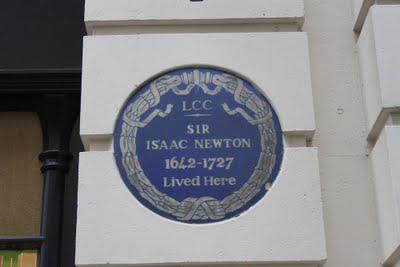 LCC
SIR
ISAAC NEWTON
1642-1727
Lived Here